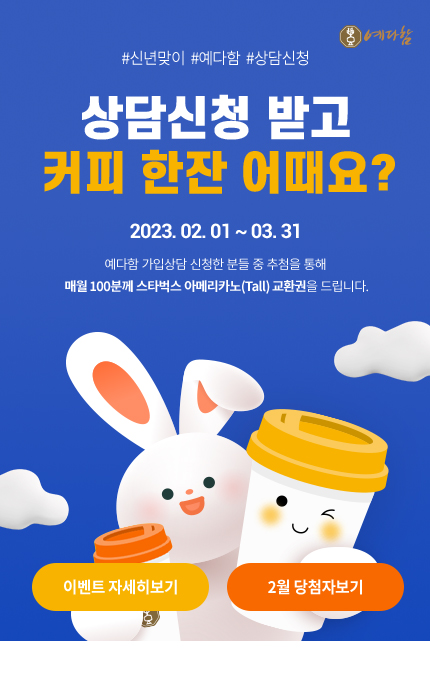 예다함
#신년맞이 #예다함 #상담신청
상담신청 받고
커피 한잔 어때요?
2023. 02. 01 ~ 03. 31
예다함 가입상담 신청한 분들 중 추첨을 통해
매월 100분께 스타벅스 아메리카노(Tall) 교환권을 드립니다.
이벤트 자세히보기
2월 당첨자보기